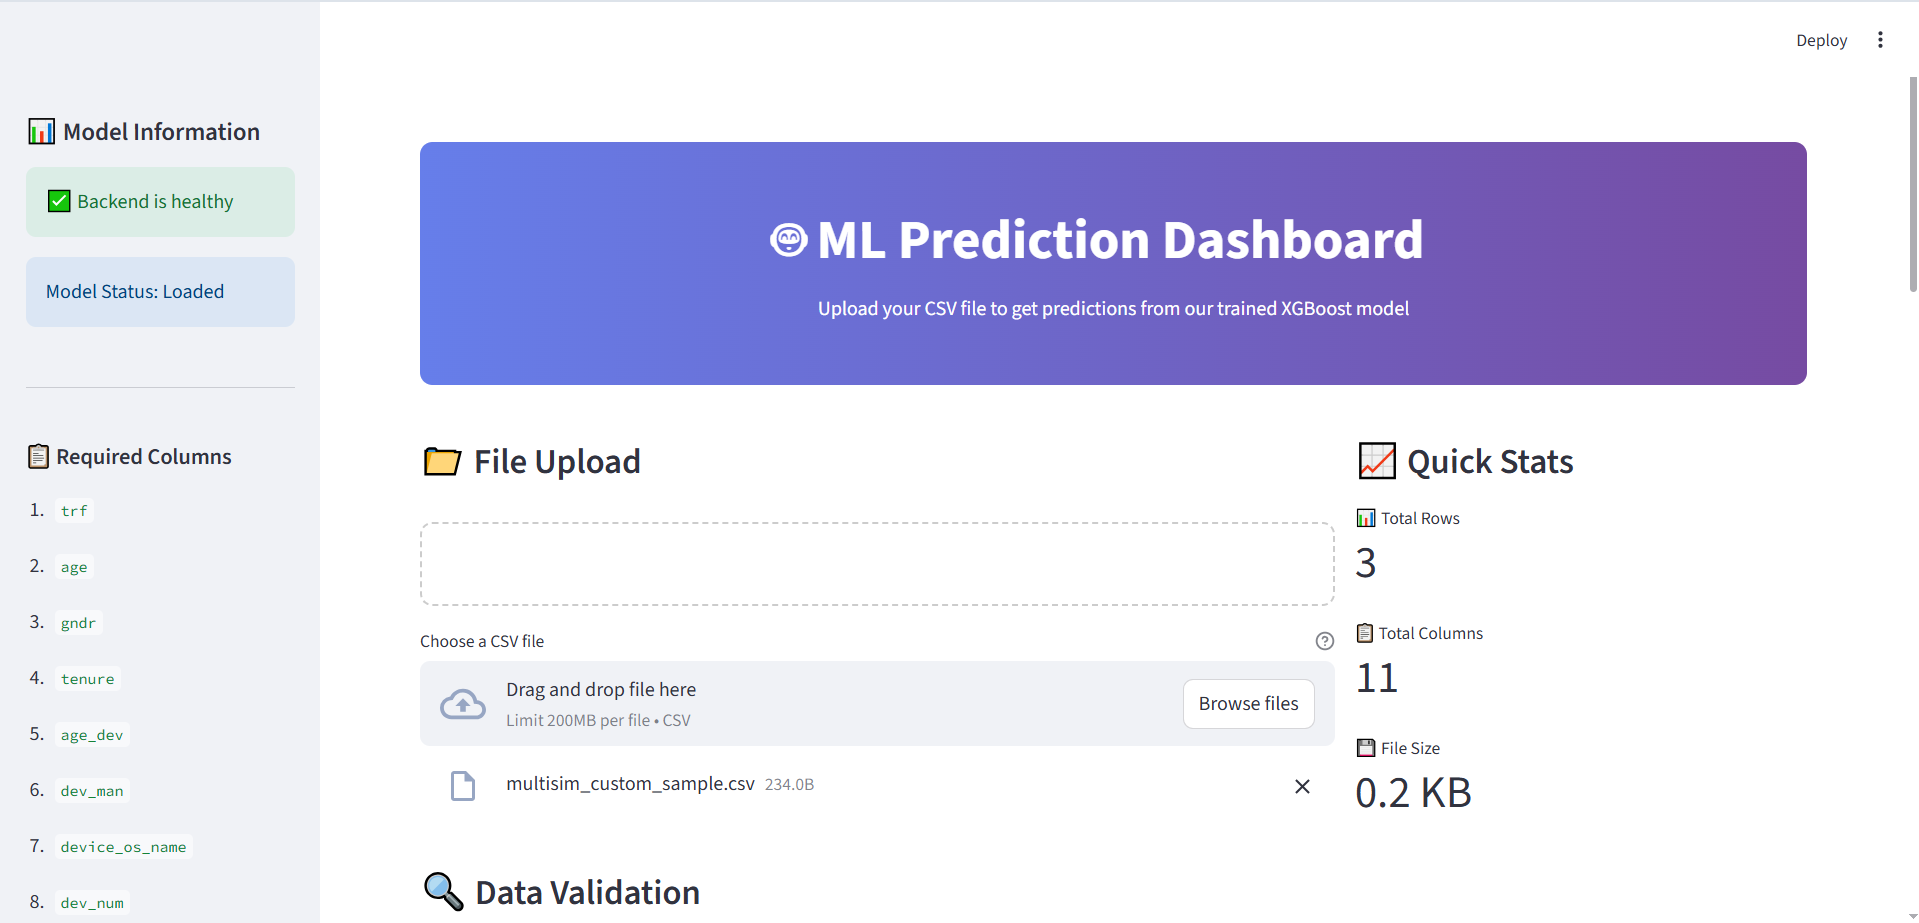 Deploy
Model Information
Backend is healthy
Model Status: Loaded
Required Columns
1. trf
2. age
3. gndr
4. tenure
5. age_dev
6. dev_man
7. device_os_name
8. dev_num
ML Prediction Dashboard
Upload your CSV file to get predictions from our trained XGBoost model
File Upload
Choose a CSV file
Drag and drop file here
Limit 200MB per file • CSV
Browse files
multisim_custom_sample.csv 234.0B
Data Validation
Quick Stats
Total Rows
3
Total Columns
11
File Size
0.2 KB